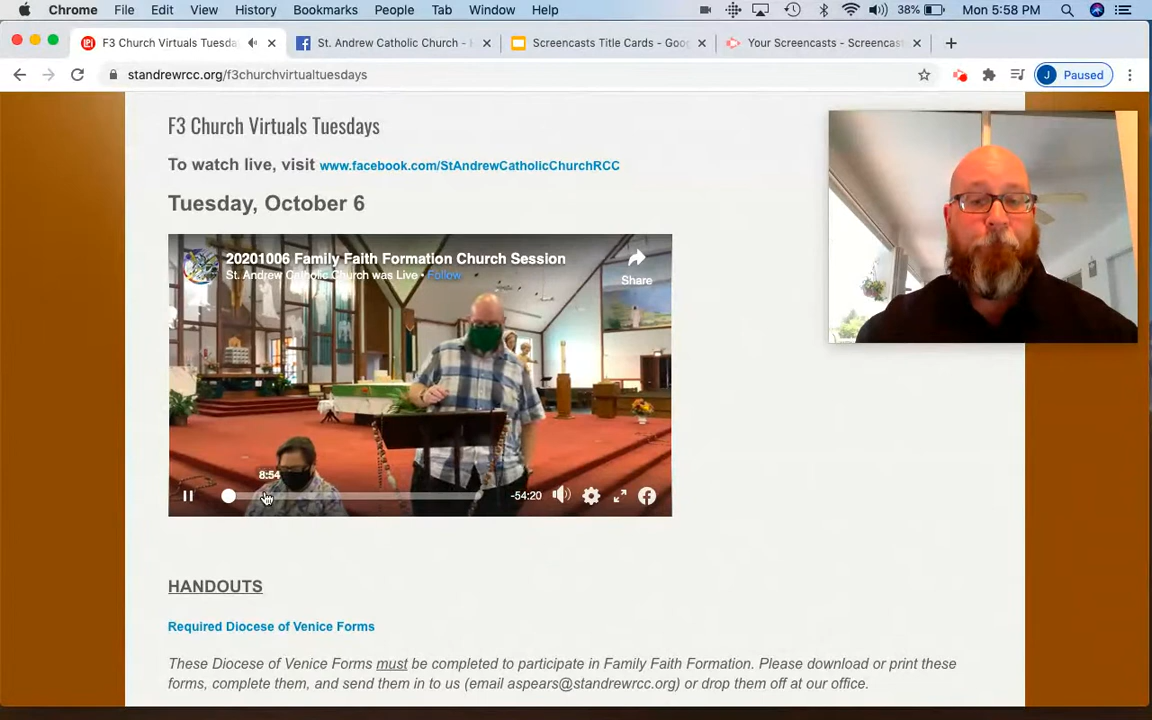 Chrome File Edit View History Bookmarks People Tab Window Help 38% Mon 5:58 PM
F3 Church Virtuals Tuesda St. Andrew Catholic Church - Screencasts Title Cards - Goo Your Screencasts - Screencast
standrewrcc.org/f3churchvirtualtuesdays J Paused
F3 Church Virtuals Tuesdays
To watch live, visit www.facebook.com/StAndrewCatholicChurchRCC
Tuesday, October 6
20201006 Family Faith Formation Church Session
St. Andrew Catholic Church was Live • Follow
Share
8:54
-54:20
HANDOUTS
Required Diocese of Venice Forms
These Diocese of Venice Forms must be completed to participate in Family Faith Formation. Please download or print these
forms, complete them, and send them in to us (email aspears@standrewrcc.org) or drop them off at our office.